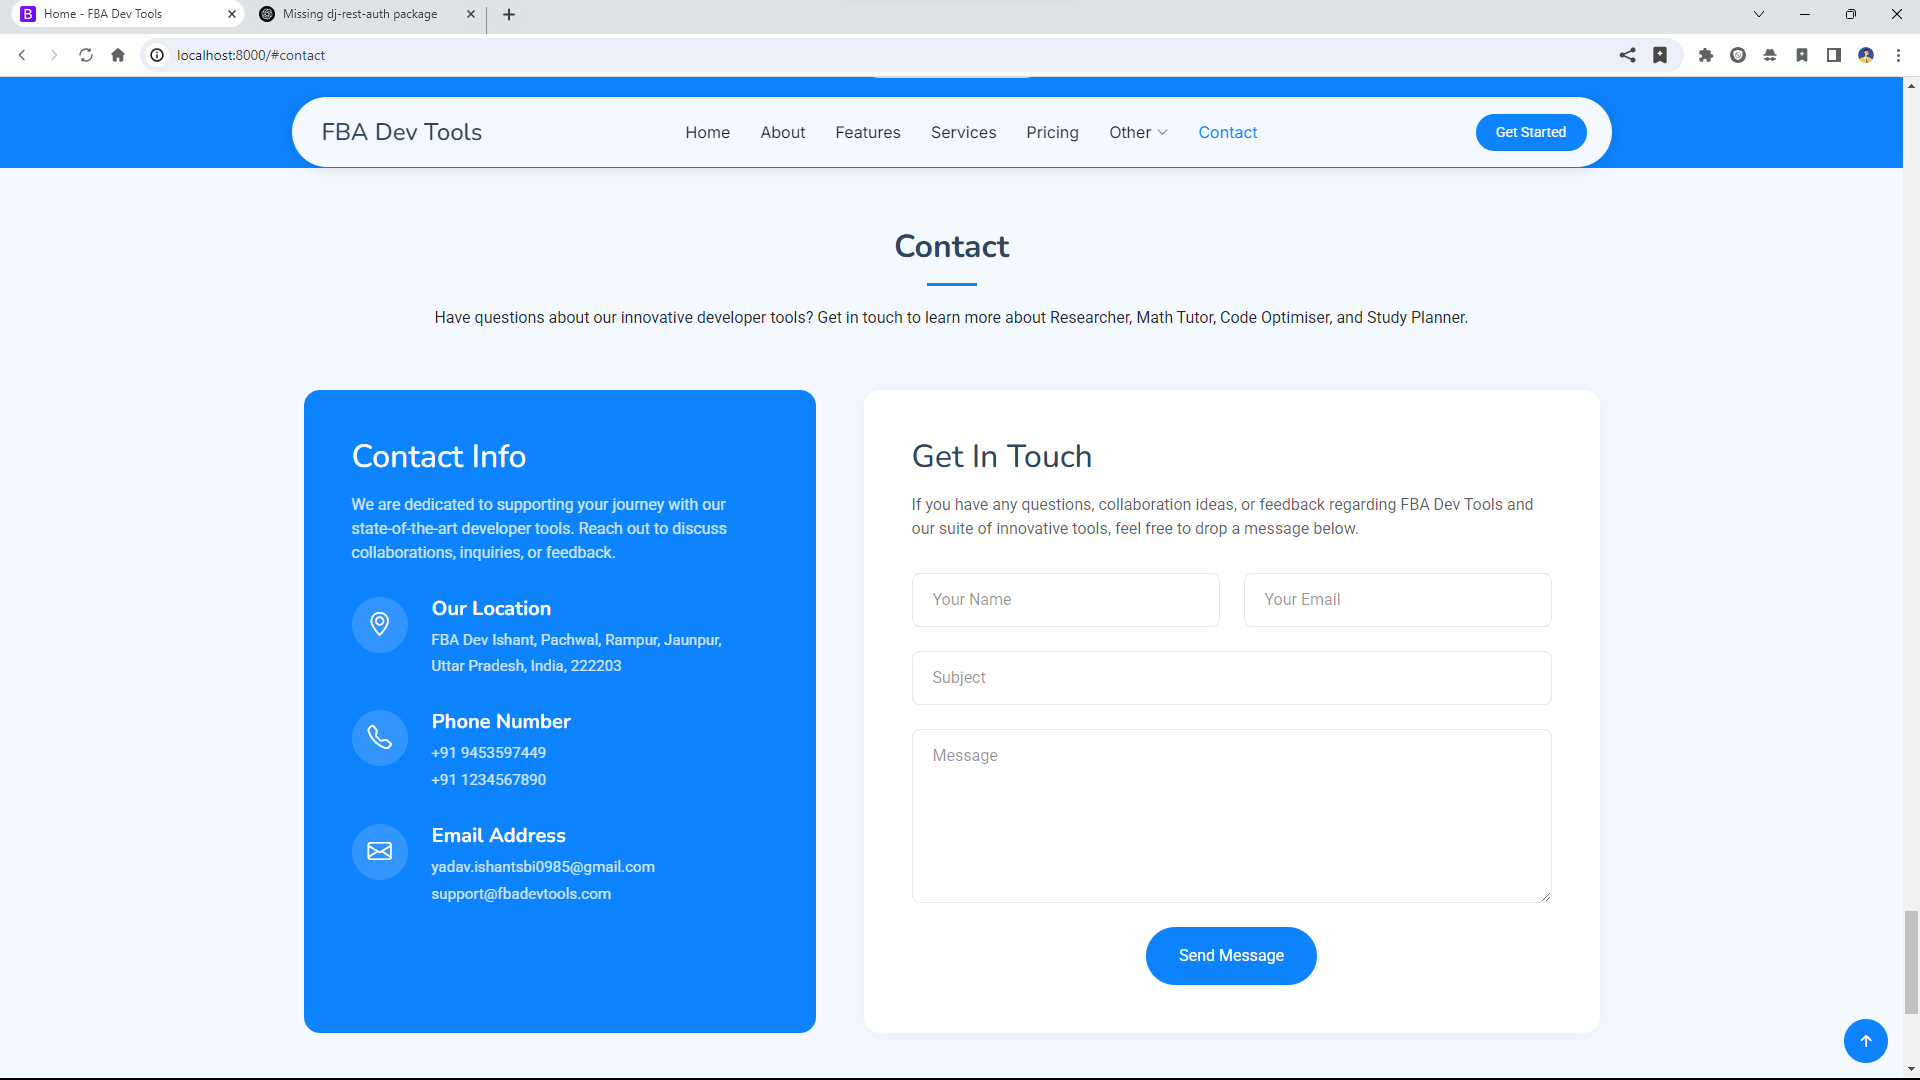 Home - FBA Dev Tools
Missing dj-rest-auth package
localhost:8000/#contact
FBA Dev Tools
Home
About
Features
Services
Pricing
Other
Contact
Get Started
Contact
Have questions about our innovative developer tools? Get in touch to learn more about Researcher, Math Tutor, Code Optimiser, and Study Planner.
Contact Info
We are dedicated to supporting your journey with our
state-of-the-art developer tools. Reach out to discuss
collaborations, inquiries, or feedback.
Our Location
FBA Dev Ishant, Pachwal, Rampur, Jaunpur,
Uttar Pradesh, India, 222203
Phone Number
+91 9453597449
+91 1234567890
Email Address
yadav.ishantsbi0985@gmail.com
support@fbadevtools.com
Get In Touch
If you have any questions, collaboration ideas, or feedback regarding FBA Dev Tools and
our suite of innovative tools, feel free to drop a message below.
Your Name
Your Email
Subject
Message
Send Message